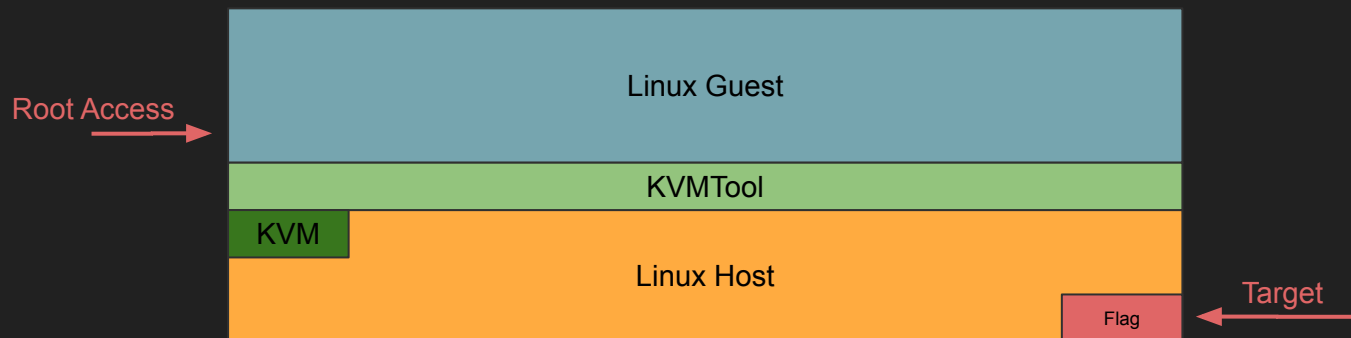 Linux Guest
Root Access
KVMTool
KVM
Linux Host
Target
Flag